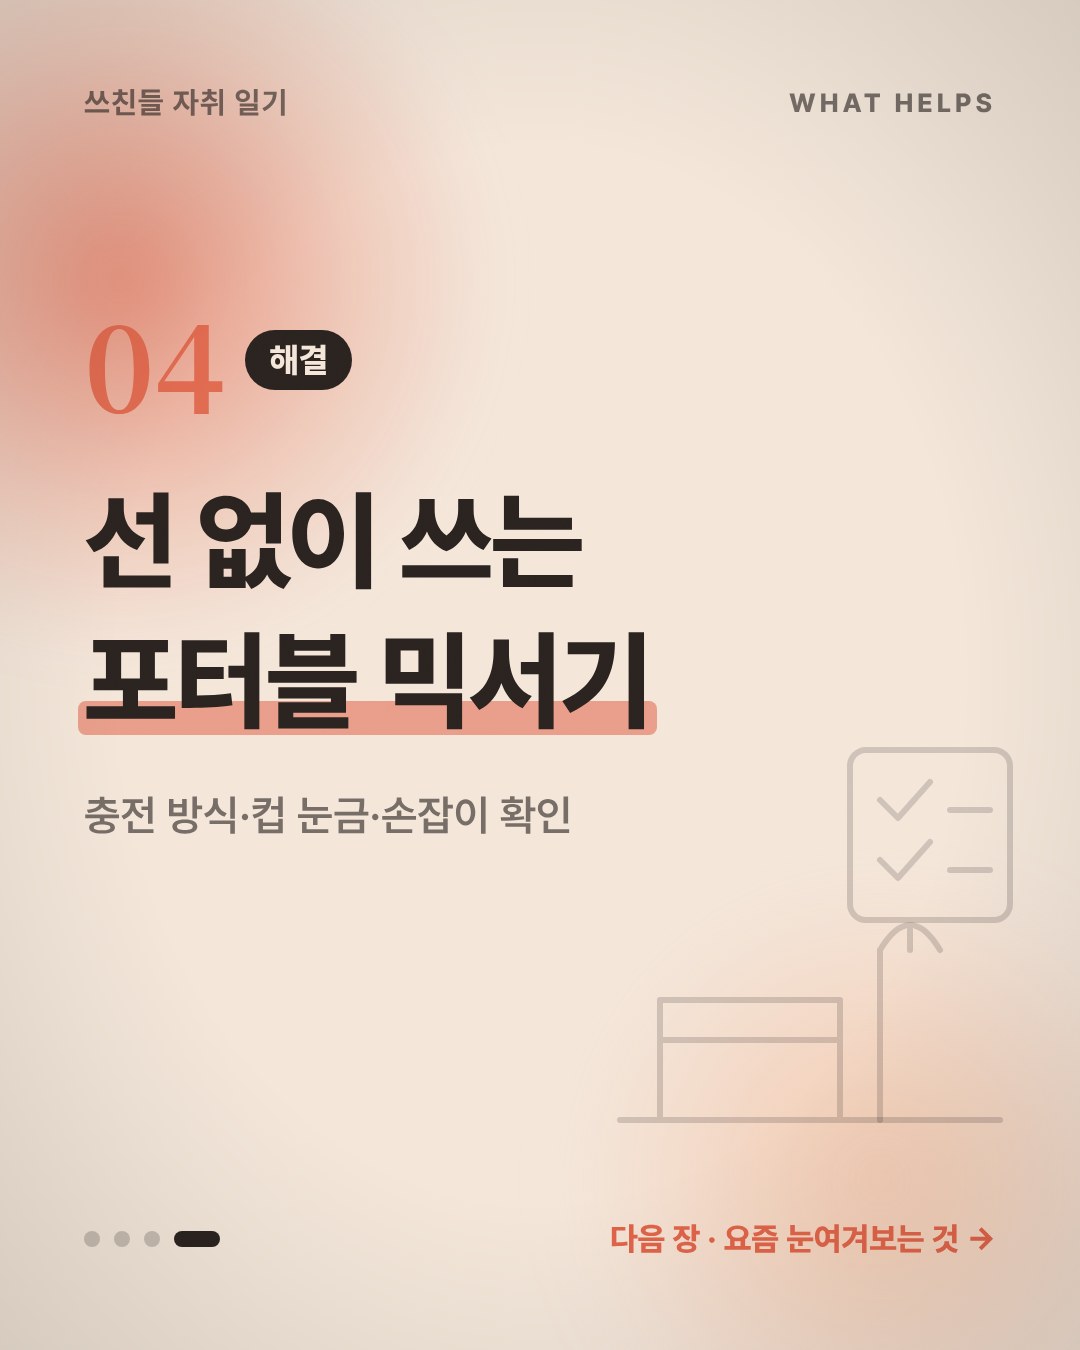 쓰친들 자취 일기
WHAT HELPS
04 해결
선 없이 쓰는
포터블 믹서기
충전 방식·컵 눈금·손잡이 확인
다음 장 · 요즘 눈여겨보는 것 →